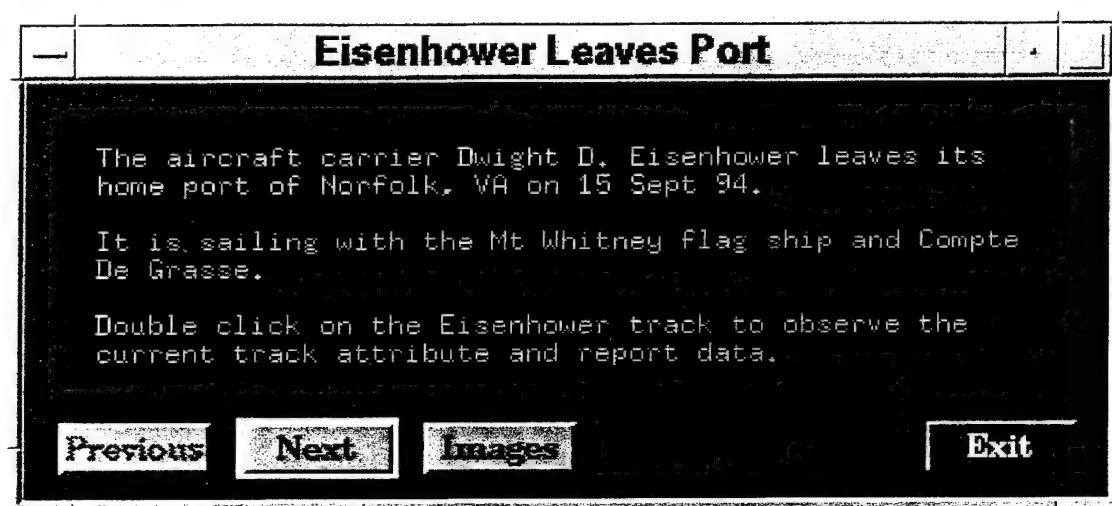 Eisenhower Leaves Port
The aircraft carrier Dwight D. Eisenhower leaves its
home port of Norfolk, VA on 15 Sept 94.
It is sailing with the Mt Whitney flag ship and Compte
De Grasse.
Double click on the Eisenhower track to observe the
current track attribute and report data.
Previous Next Images Exit